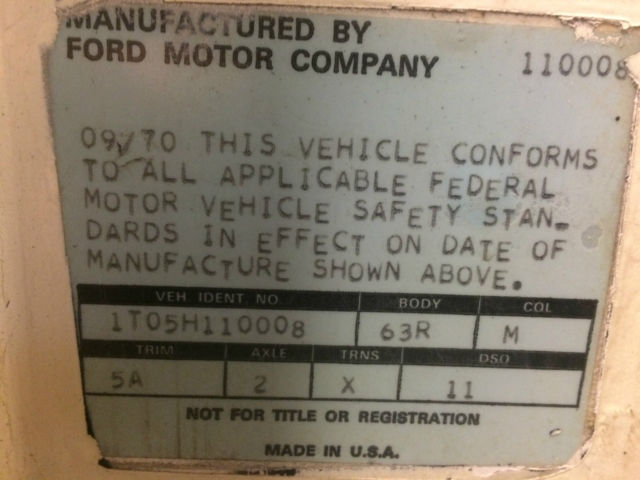 MANUFACTURED BY
FORD MOTOR COMPANY 110008
09/70 THIS VEHICLE CONFORMS
TO ALL APPLICABLE FEDERAL
MOTOR VEHICLE SAFETY STAN-
DARDS IN EFFECT ON DATE OF
MANUFACTURE SHOWN ABOVE.
VEH. IDENT. NO. BODY COL
1T05H110008 63R M
TRIM AXLE TRNS DSO
5A 2 X 11
NOT FOR TITLE OR REGISTRATION
MADE IN U.S.A.